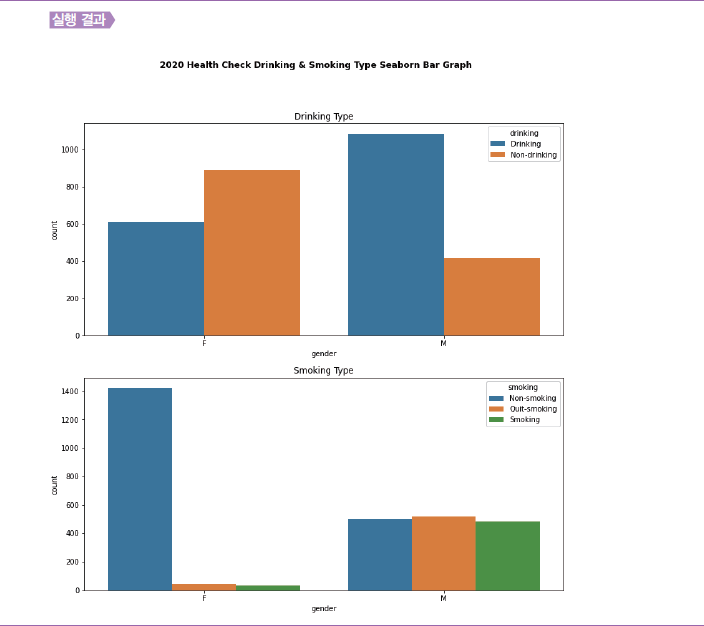 실행 결과
2020 Health Check Drinking & Smoking Type Seaborn Bar Graph
Drinking Type
drinking
Drinking
Non-drinking
1000
800
600
400
200
0
count
F
M
gender
Smoking Type
smoking
Non-smoking
Quit-smoking
Smoking
1400
1200
1000
800
600
400
200
0
count
F
M
gender